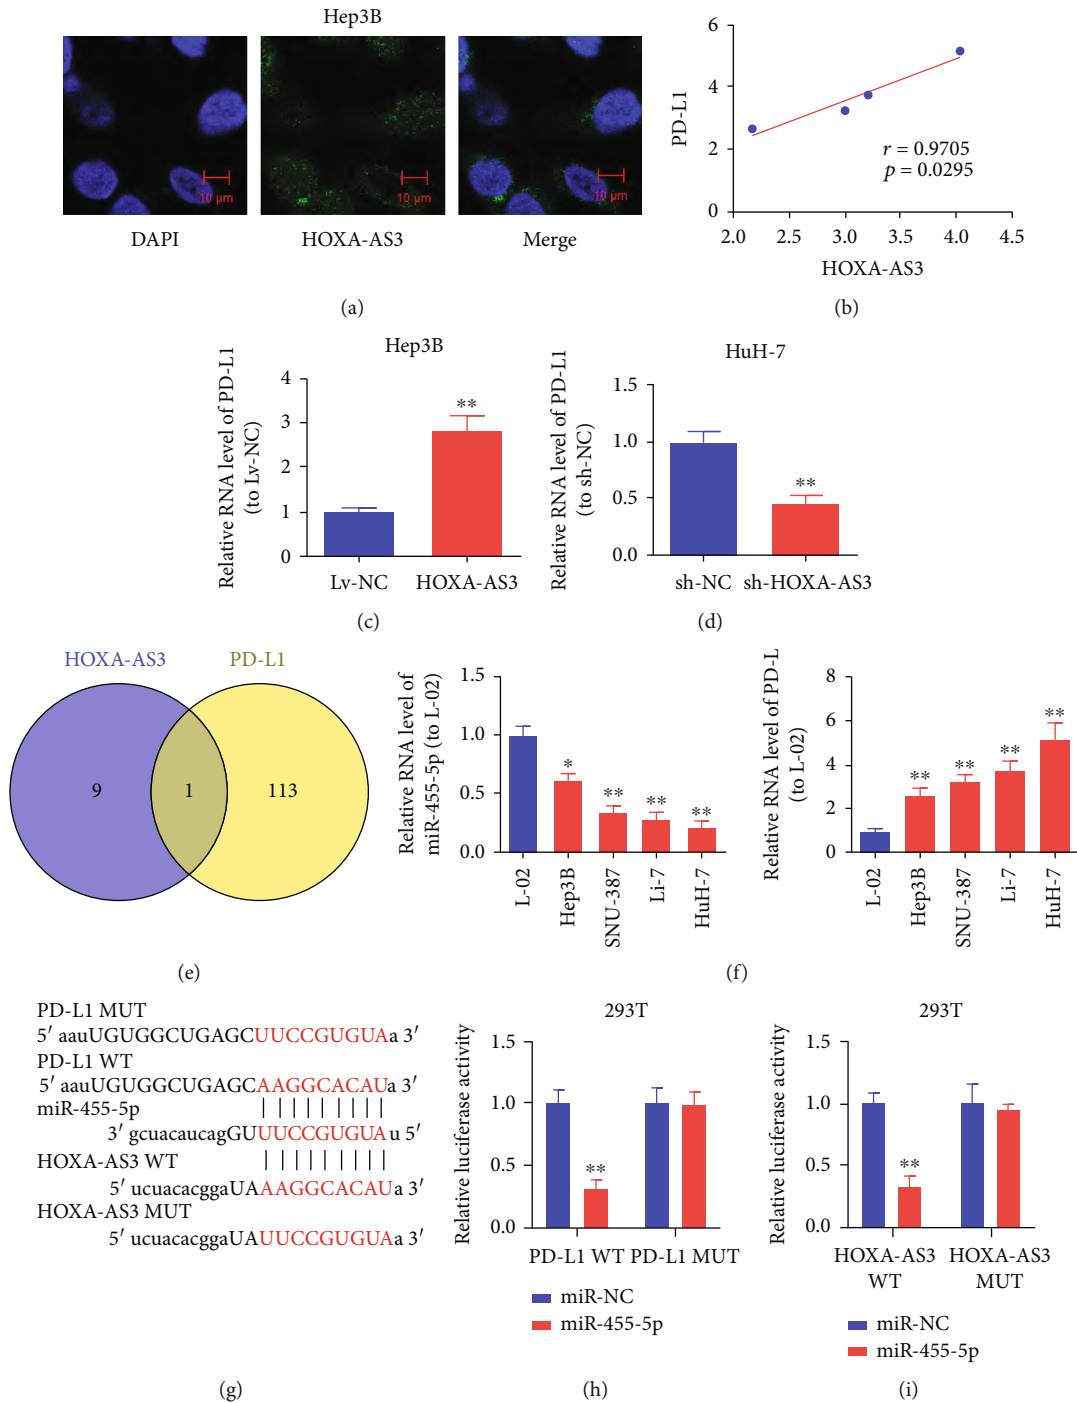 Hep3B
10 μm
10 μm
10 μm
DAPI
HOXA-AS3
Merge
(a)
PD-L1
6
4
2
0
r = 0.9705
p = 0.0295
2.0 2.5 3.0 3.5 4.0 4.5
HOXA-AS3
(b)
Hep3B
Relative RNA level of PD-L1
(to Lv-NC)
4
3
2
1
0
**
Lv-NC HOXA-AS3
(c)
HuH-7
Relative RNA level of PD-L1
(to sh-NC)
1.5
1.0
0.5
0.0
**
sh-NC sh-HOXA-AS3
(d)
HOXA-AS3 PD-L1
9 1 113
(e)
Relative RNA level of
miR-455-5p (to L-02)
1.5
1.0
0.5
0.0
* ** ** **
L-02 Hep3B SNU-387 Li-7 HuH-7
Relative RNA level of PD-L
(to L-02)
8
6
4
2
0
** ** ** **
L-02 Hep3B SNU-387 Li-7 HuH-7
(f)
PD-L1 MUT
5′ aauUGUGGCUGAGCUUCCGUGUAa 3′
PD-L1 WT
5′ aauUGUGGCUGAGCAAGGCACAUa 3′
miR-455-5p
3′ gcuacaucagGUUUCCGUGUAu 5′
HOXA-AS3 WT
5′ ucuacacggaUAAAGGCACAUa 3′
HOXA-AS3 MUT
5′ ucuacacggaUAUUCCGUGUAa 3′
(g)
293T
Relative luciferase activity
1.5
1.0
0.5
0.0
**
PD-L1 WT PD-L1 MUT
miR-NC
miR-455-5p
(h)
293T
Relative luciferase activity
1.5
1.0
0.5
0.0
**
HOXA-AS3 HOXA-AS3
WT MUT
miR-NC
miR-455-5p
(i)